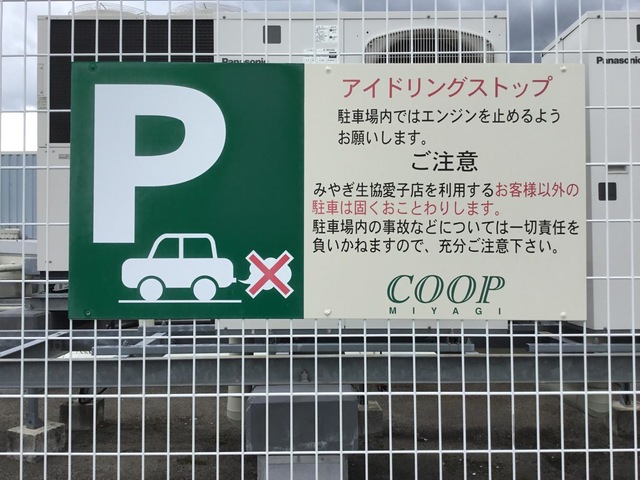 Panasonic
Panasonic
P
アイドリングストップ
駐車場内ではエンジンを止めるよう
お願いします。
ご注意
みやぎ生協愛子店を利用するお客様以外の
駐車は固くおことわりします。
駐車場内の事故などについては一切責任を
負いかねますので、充分ご注意下さい。
COOP
MIYAGI